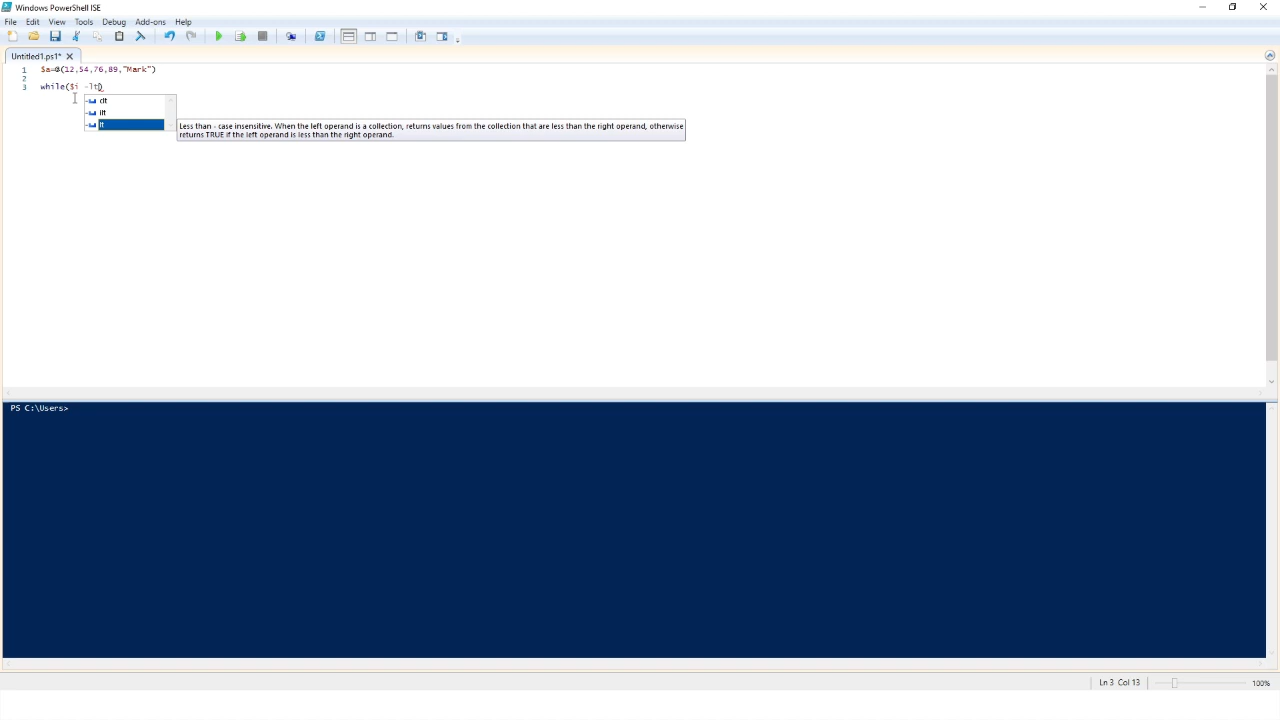 Windows PowerShell ISE
File Edit View Tools Debug Add-ons Help
Untitled1.ps1* X
1 $a=@(12,54,76,89,"Mark")
2
3 while($i -lt)
clt
ilt
lt
Less than - case insensitive. When the left operand is a collection, returns values from the collection that are less than the right operand, otherwise
returns TRUE if the left operand is less than the right operand.
PS C:\Users>
Ln 3 Col 13 100%